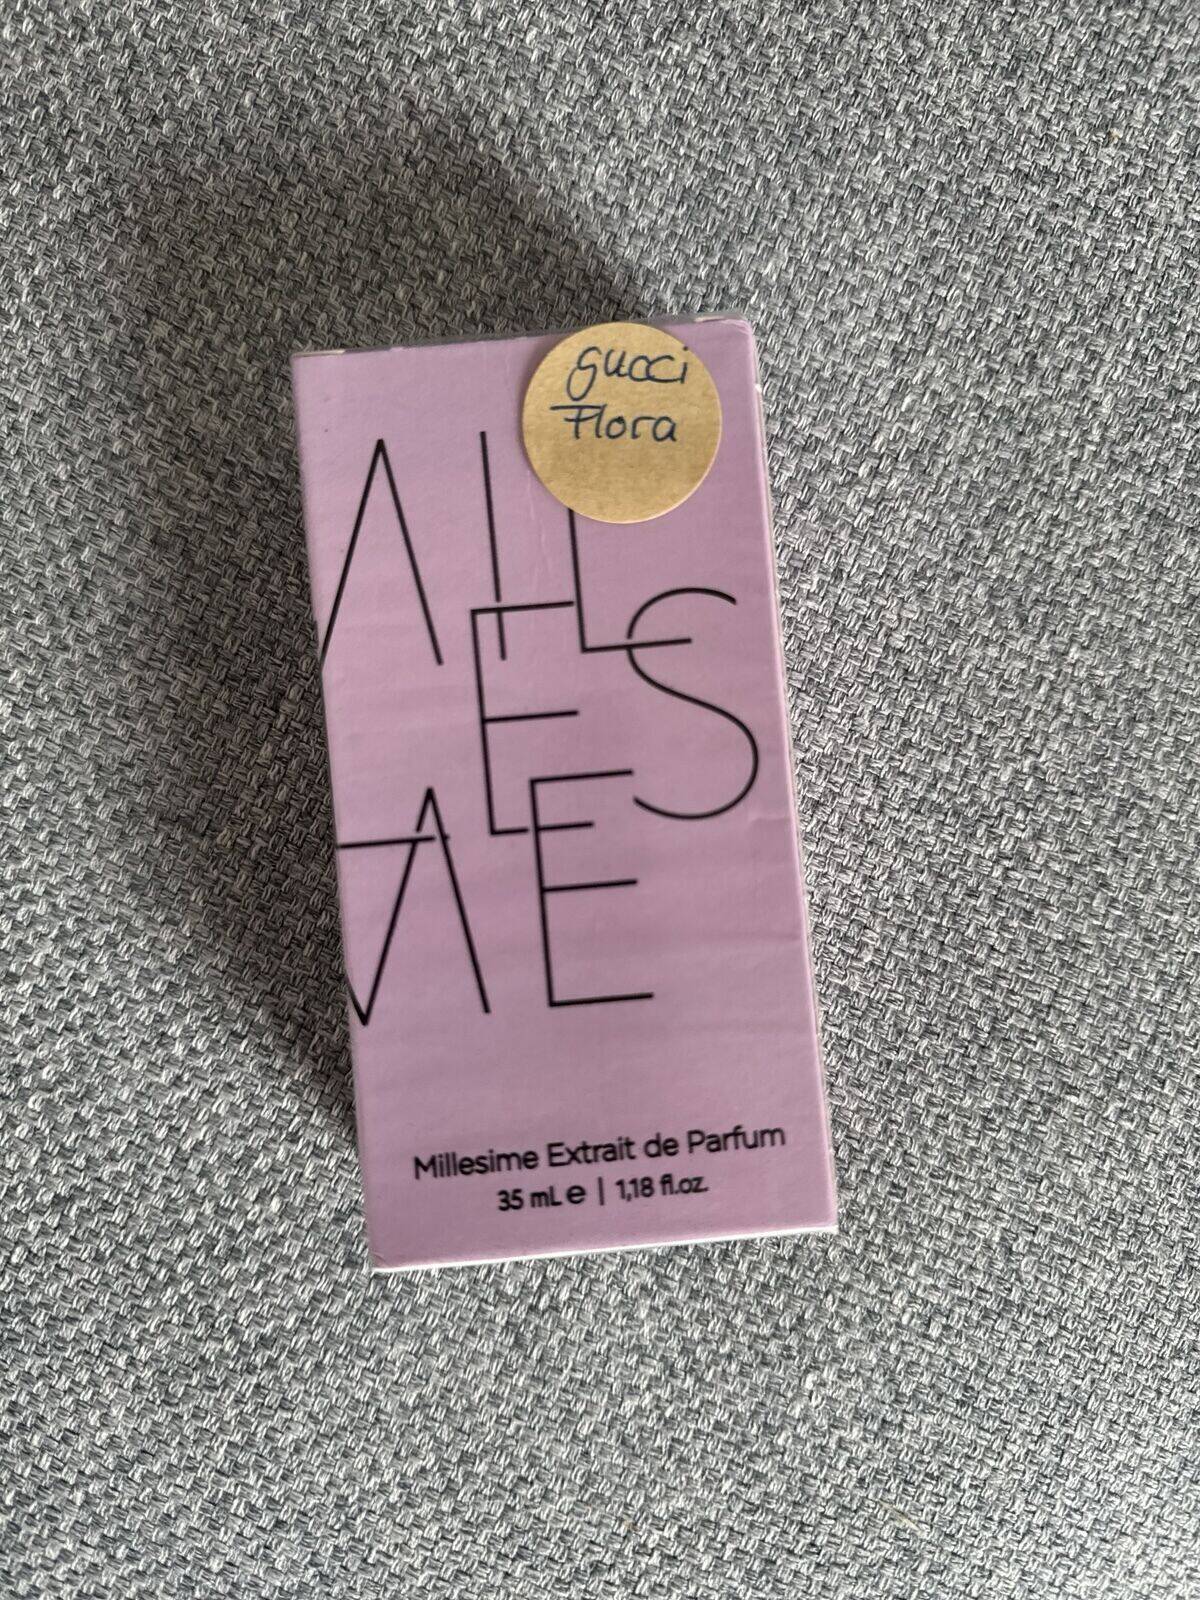 gucci
Flora
Millesime Extrait de Parfum
35 mL e | 1,18 fl.oz.